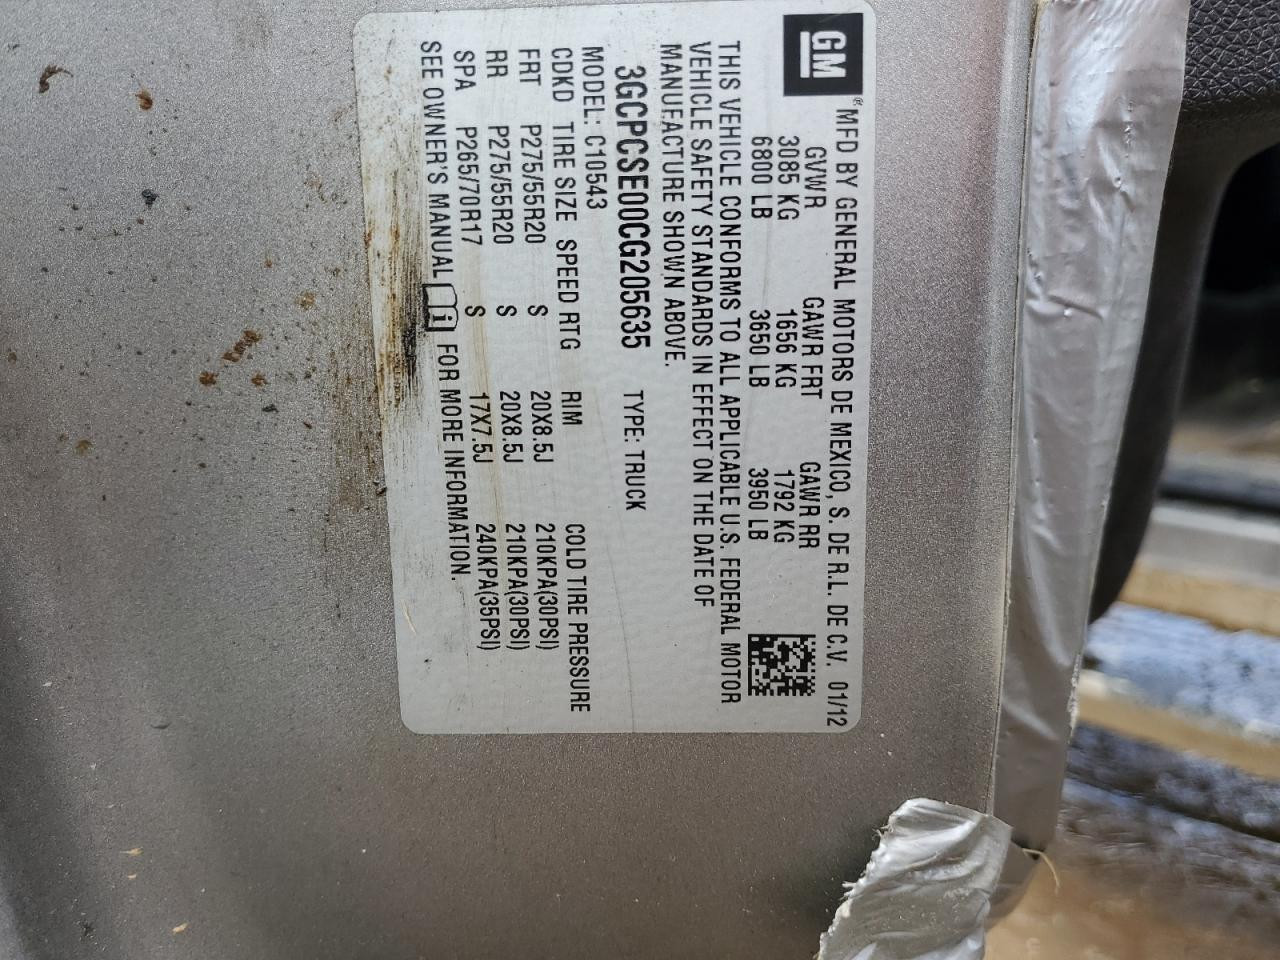 GM
® MFD BY GENERAL MOTORS DE MEXICO, S. DE R.L. DE C.V. 01/12
GVWR GAWR FRT GAWR RR
3085 KG 1656 KG 1792 KG
6800 LB 3650 LB 3950 LB
THIS VEHICLE CONFORMS TO ALL APPLICABLE U.S. FEDERAL MOTOR
VEHICLE SAFETY STANDARDS IN EFFECT ON THE DATE OF
MANUFACTURE SHOWN ABOVE.
3GCPCSE00CG205635 TYPE: TRUCK
MODEL: C10543
CDKD TIRE SIZE SPEED RTG RIM COLD TIRE PRESSURE
FRT P275/55R20 S 20X8.5J 210KPA(30PSI)
RR P275/55R20 S 20X8.5J 210KPA(30PSI)
SPA P265/70R17 S 17X7.5J 240KPA(35PSI)
SEE OWNER'S MANUAL i FOR MORE INFORMATION.